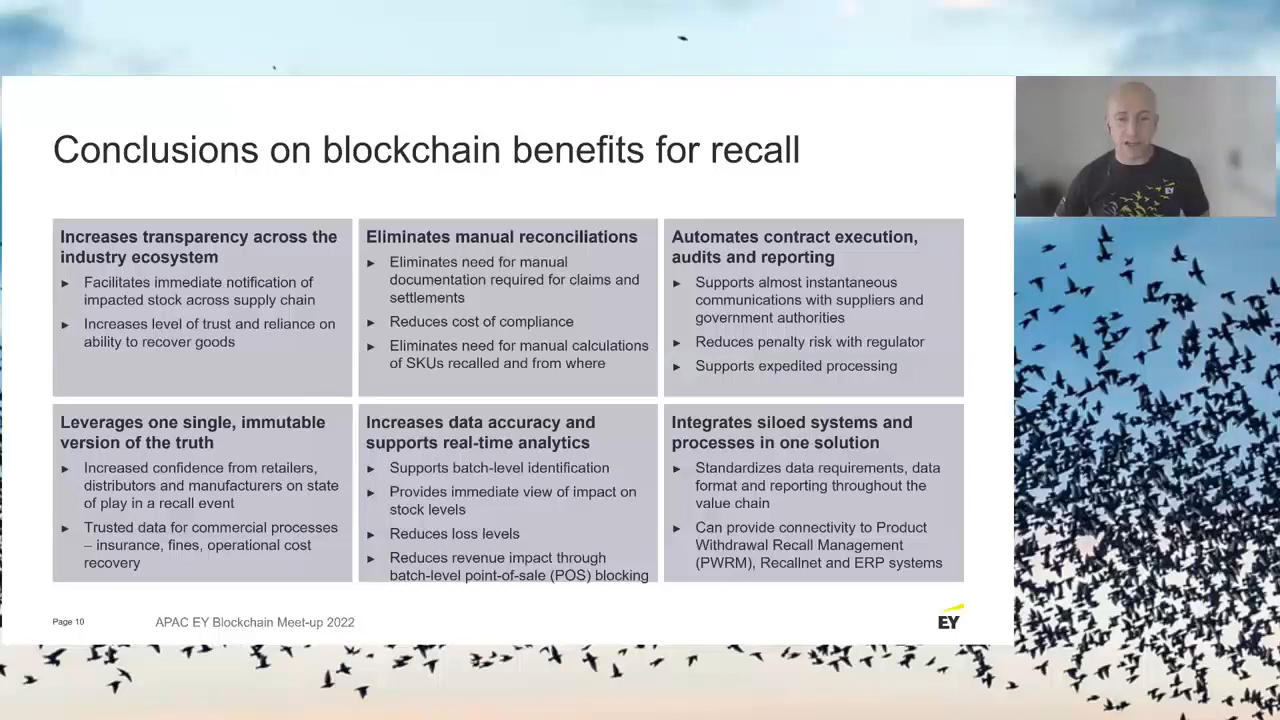 Conclusions on blockchain benefits for recall
Increases transparency across the
industry ecosystem
► Facilitates immediate notification of
impacted stock across supply chain
► Increases level of trust and reliance on
ability to recover goods
Eliminates manual reconciliations
► Eliminates need for manual
documentation required for claims and
settlements
► Reduces cost of compliance
► Eliminates need for manual calculations
of SKUs recalled and from where
Automates contract execution,
audits and reporting
► Supports almost instantaneous
communications with suppliers and
government authorities
► Reduces penalty risk with regulator
► Supports expedited processing
Leverages one single, immutable
version of the truth
► Increased confidence from retailers,
distributors and manufacturers on state
of play in a recall event
► Trusted data for commercial processes
– insurance, fines, operational cost
recovery
Increases data accuracy and
supports real-time analytics
► Supports batch-level identification
► Provides immediate view of impact on
stock levels
► Reduces loss levels
► Reduces revenue impact through
batch-level point-of-sale (POS) blocking
Integrates siloed systems and
processes in one solution
► Standardizes data requirements, data
format and reporting throughout the
value chain
► Can provide connectivity to Product
Withdrawal Recall Management
(PWRM), Recallnet and ERP systems
Page 10
APAC EY Blockchain Meet-up 2022
EY
EY